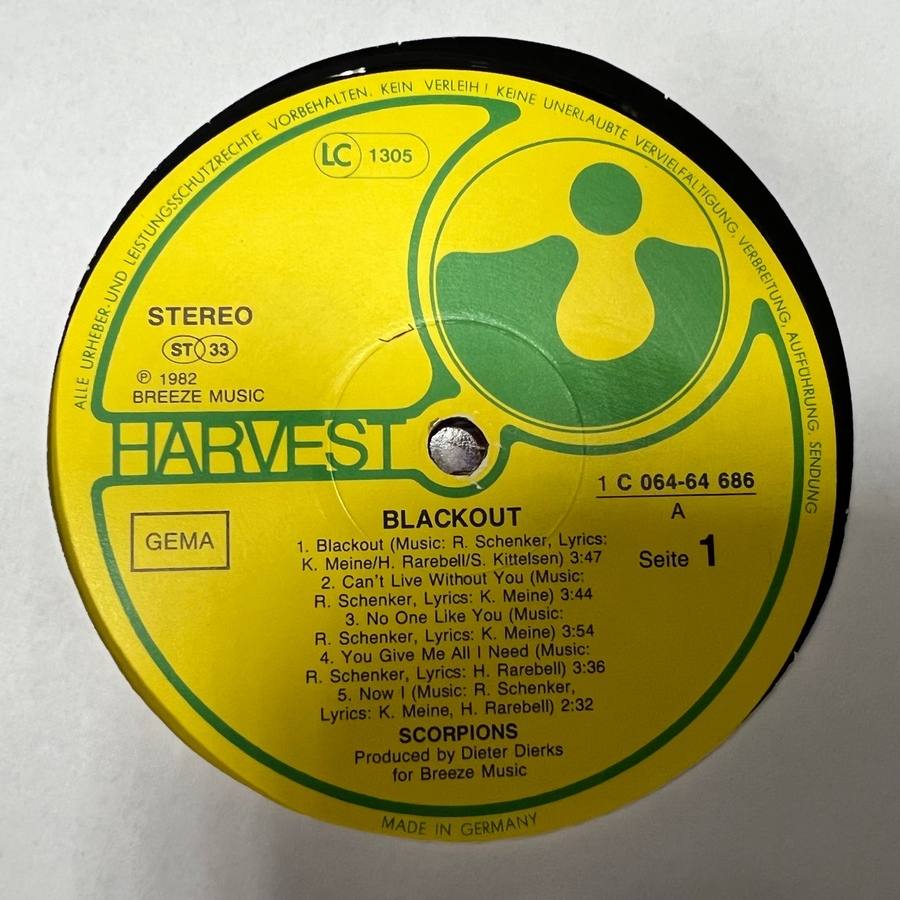 ALLE URHEBER- UND LEISTUNGSSCHUTZRECHTE VORBEHALTEN. KEIN VERLEIH! KEINE UNERLAUBTE VERVIELFÄLTIGUNG, VERBREITUNG, AUFFÜHRUNG, SENDUNG
LC 1305
STEREO
ST 33
℗ 1982
BREEZE MUSIC
HARVEST
GEMA
1 C 064-64 686
A
Seite 1
BLACKOUT
1. Blackout (Music: R. Schenker, Lyrics:
K. Meine/H. Rarebell/S. Kittelsen) 3:47
2. Can't Live Without You (Music:
R. Schenker, Lyrics: K. Meine) 3:44
3. No One Like You (Music:
R. Schenker, Lyrics: K. Meine) 3:54
4. You Give Me All I Need (Music:
R. Schenker, Lyrics: H. Rarebell) 3:36
5. Now I (Music: R. Schenker,
Lyrics: K. Meine, H. Rarebell) 2:32
SCORPIONS
Produced by Dieter Dierks
for Breeze Music
MADE IN GERMANY